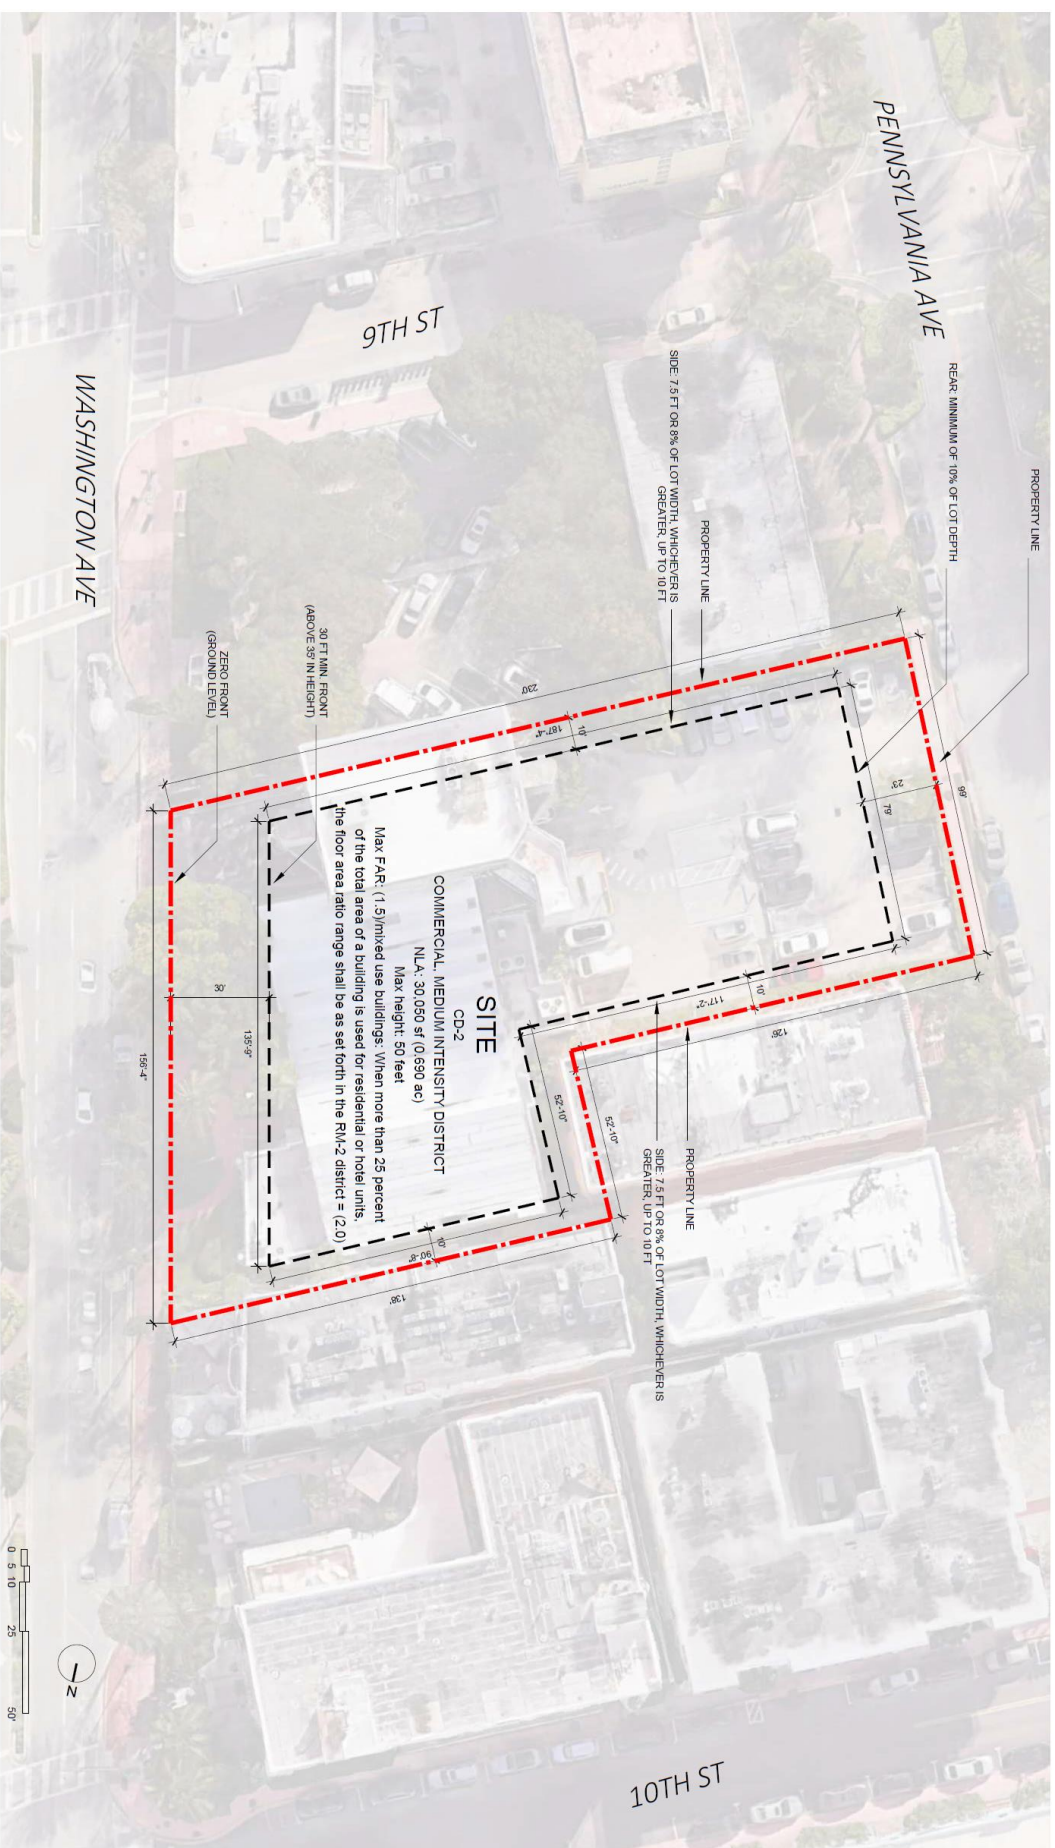 PENNSYLVANIA AVE
9TH ST
WASHINGTON AVE
10TH ST
PROPERTY LINE
REAR: MINIMUM OF 10% OF LOT DEPTH
PROPERTY LINE
SIDE: 7.5 FT OR 8% OF LOT WIDTH, WHICHEVER IS
GREATER, UP TO 10 FT
30 FT MIN. FRONT
(ABOVE 35' IN HEIGHT)
ZERO FRONT
(GROUND LEVEL)
230'
187'-4"
10'
99'
23'
79'
10'
117'-2"
126'
52'-10"
52'-10"
PROPERTY LINE
SIDE: 7.5 FT OR 8% OF LOT WIDTH, WHICHEVER IS
GREATER, UP TO 10 FT
SITE
CD-2
COMMERCIAL, MEDIUM INTENSITY DISTRICT
NLA: 30,050 sf (0.690 ac)
Max height: 50 feet
Max FAR: (1.5)/mixed use buildings: When more than 25 percent
of the total area of a building is used for residential or hotel units,
the floor area ratio range shall be as set forth in the RM-2 district = (2.0)
30'
135'-9"
156'-4"
10'
90'-8"
138'
0 5 10 25 50'
N